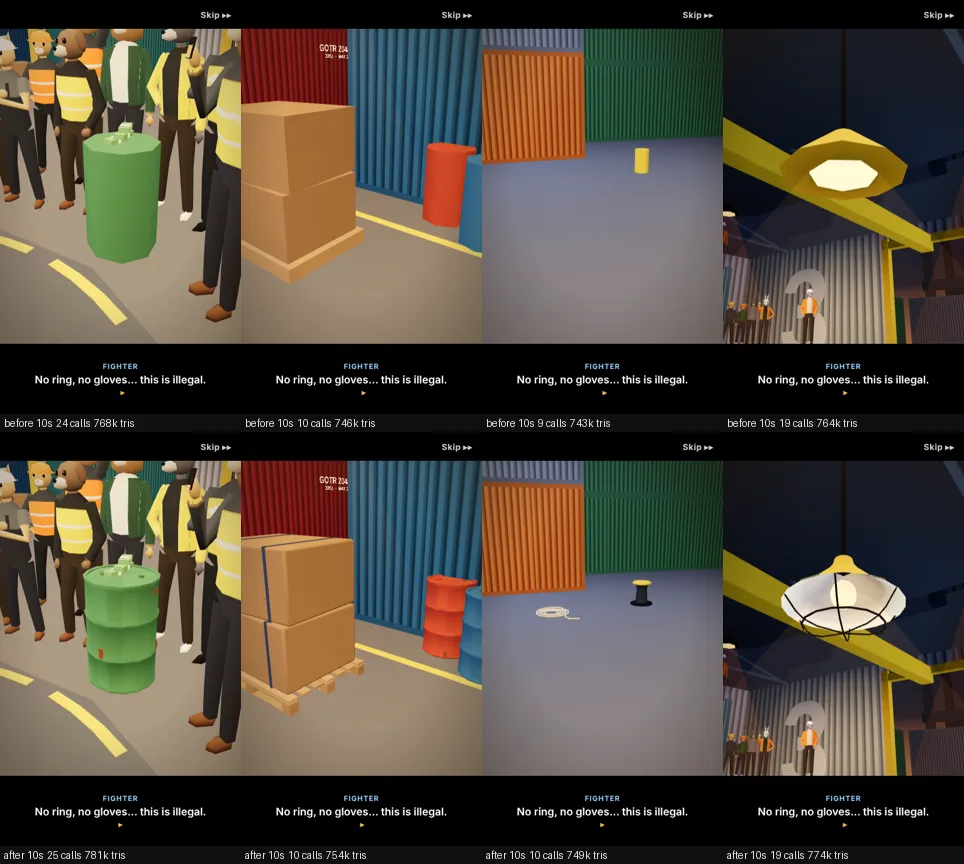 Skip ▸▸
Skip ▸▸
Skip ▸▸
Skip ▸▸
GOTR 204
FIGHTER
FIGHTER
FIGHTER
FIGHTER
No ring, no gloves... this is illegal.
No ring, no gloves... this is illegal.
No ring, no gloves... this is illegal.
No ring, no gloves... this is illegal.
before 10s 24 calls 768k tris
before 10s 10 calls 746k tris
before 10s 9 calls 743k tris
before 10s 19 calls 764k tris
Skip ▸▸
Skip ▸▸
Skip ▸▸
Skip ▸▸
GOTR 204
FIGHTER
FIGHTER
FIGHTER
FIGHTER
No ring, no gloves... this is illegal.
No ring, no gloves... this is illegal.
No ring, no gloves... this is illegal.
No ring, no gloves... this is illegal.
after 10s 25 calls 781k tris
after 10s 10 calls 754k tris
after 10s 10 calls 749k tris
after 10s 19 calls 774k tris